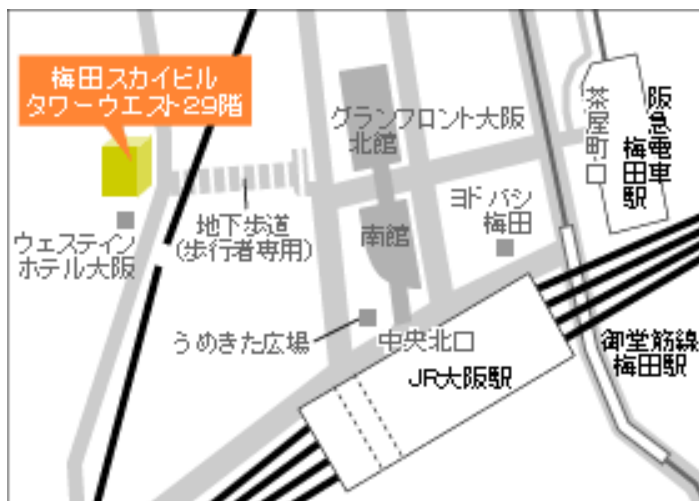 梅田スカイビル
タワーウエスト29階
グランフロント大阪
北館
茶屋町口
阪急電車
梅田駅
ヨドバシ
梅田
地下歩道
(歩行者専用)
南館
ウェスティン
ホテル大阪
うめきた広場
中央北口
JR大阪駅
御堂筋線
梅田駅